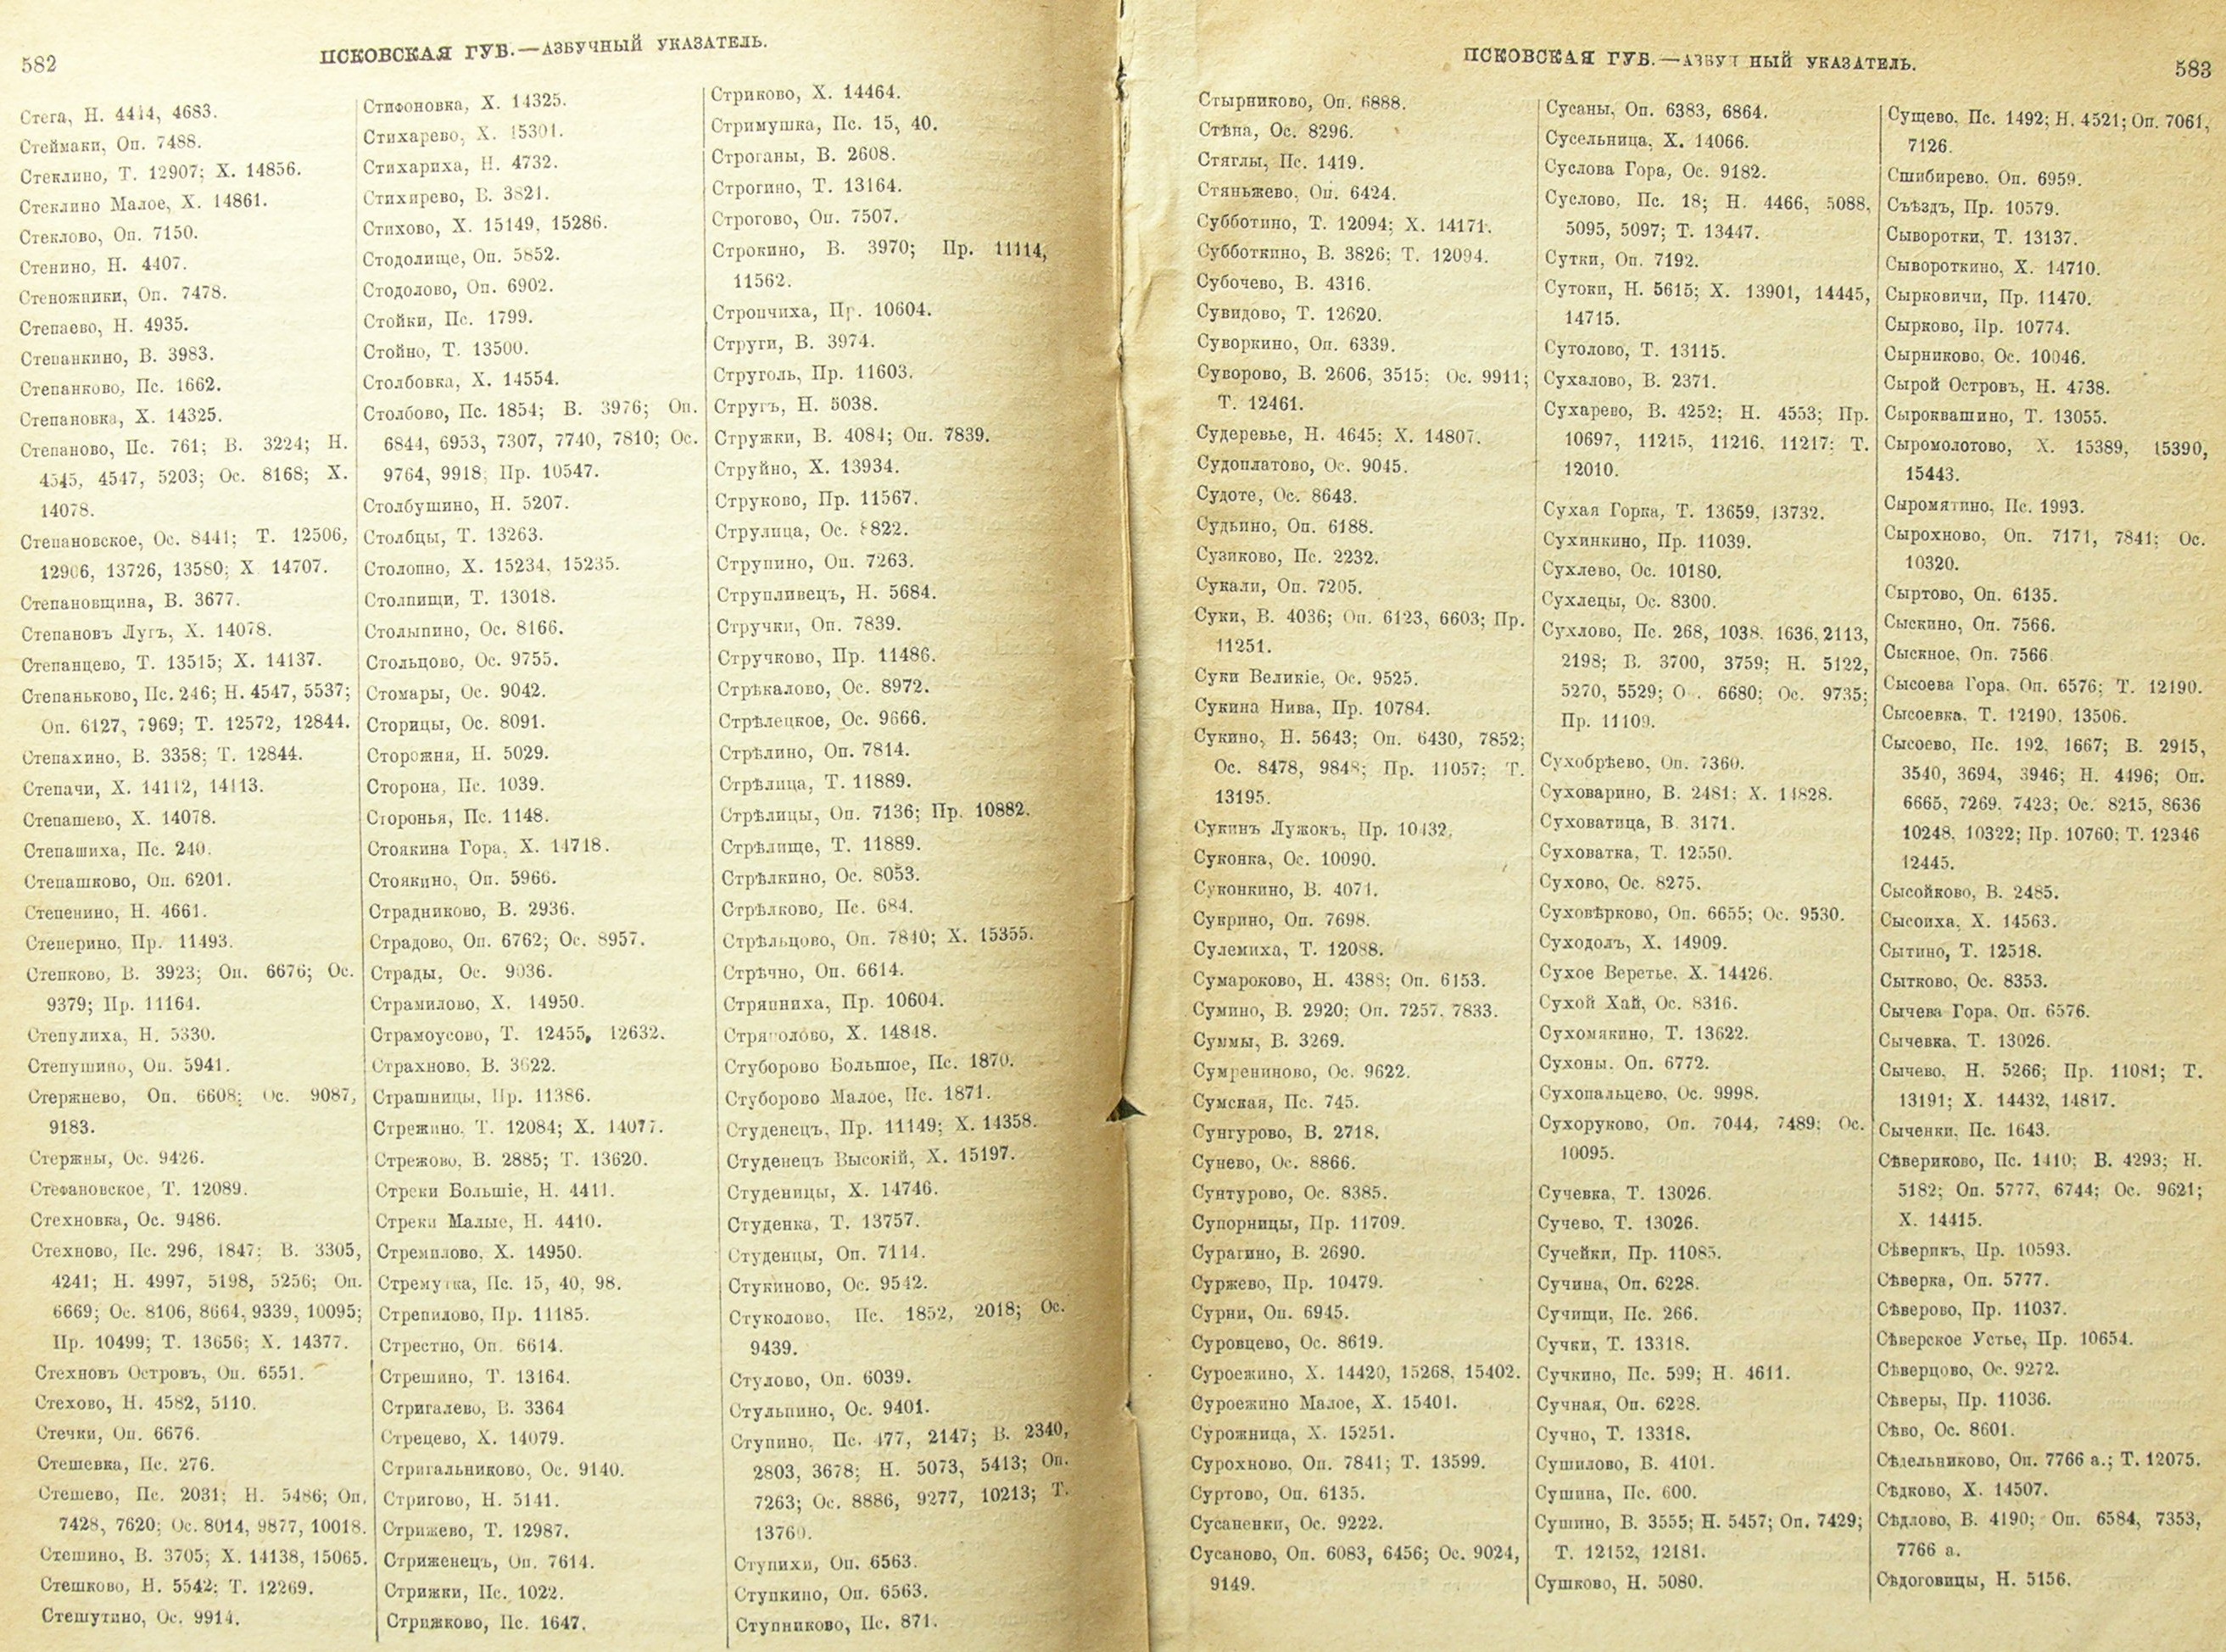 582
ПСКОВСКАЯ ГУБ.—АЗБУЧНЫЙ УКАЗАТЕЛЬ.
Стега, Н. 4414, 4683.
Стеймаки, Оп. 7488.
Стеклино, Т. 12907; Х. 14856.
Стеклино Малое, Х. 14861.
Стеклово, Оп. 7150.
Стенино, Н. 4407.
Стеножники, Оп. 7478.
Степаево, Н. 4935.
Степанкино, В. 3983.
Степанково, Пс. 1662.
Степановка, Х. 14325.
Степаново, Пс. 761; В. 3224; Н.
4545, 4547, 5203; Ос. 8168; Х.
14078.
Степановское, Ос. 8441; Т. 12506,
12906, 13726, 13580; Х 14707.
Степановщина, В. 3677.
Степановъ Лугъ, Х. 14078.
Степанцево, Т. 13515; Х. 14137.
Степаньково, Пс. 246; Н. 4547, 5537;
Оп. 6127, 7969; Т. 12572, 12844.
Степахино, В. 3358; Т. 12844.
Степачи, Х. 14112, 14113.
Степашево, Х. 14078.
Степашиха, Пс. 240.
Степашково, Оп. 6201.
Степенино, Н. 4661.
Степерино, Пр. 11493.
Степково, В. 3923; Оп. 6676; Ос.
9379; Пр. 11164.
Степулиха, Н. 5330.
Степушино, Оп. 5941.
Стержнево, Оп. 6608; Ос. 9087,
9183.
Стержны, Ос. 9426.
Стеѳановское, Т. 12089.
Стехновка, Ос. 9486.
Стехново, Пс. 296, 1847; В. 3305,
4241; Н. 4997, 5198, 5256; Оп.
6669; Ос. 8106, 8664, 9339, 10095;
Пр. 10499; Т. 13656; Х. 14377.
Стехновъ Островъ, Оп. 6551.
Стехово, Н. 4582, 5110.
Стечки, Оп. 6676.
Стешевка, Пс. 276.
Стешево, Пс. 2031; Н. 5486; Оп.
7428, 7620; Ос. 8014, 9877, 10018.
Стешино, В. 3705; Х. 14138, 15065.
Стешково, Н. 5542; Т. 12269.
Стешутино, Ос. 9914.
Стифоновка, Х. 14325.
Стихарево, Х. 15301.
Стихариха, Н. 4732.
Стихирево, В. 3821.
Стихово, Х. 15149, 15286.
Стодолище, Оп. 5852.
Стодолово, Оп. 6902.
Стойки, Пс. 1799.
Стойно, Т. 13500.
Столбовка, Х. 14554.
Столбово, Пс. 1854; В. 3976; Оп.
6844, 6953, 7307, 7740, 7810; Ос.
9764, 9918; Пр. 10547.
Столбушино, Н. 5207.
Столбцы, Т. 13263.
Столопно, Х. 15234, 15235.
Столпищи, Т. 13018.
Столыпино, Ос. 8166.
Стольцово, Ос. 9755.
Стомары, Ос. 9042.
Сторицы, Ос. 8091.
Сторожня, Н. 5029.
Сторона, Пс. 1039.
Сторонья, Пс. 1148.
Стоякина Гора, Х. 14718.
Стоякино, Оп. 5966.
Страдниково, В. 2936.
Страдово, Оп. 6762; Ос. 8957.
Страды, Ос. 9036.
Страмилово, Х. 14950.
Страмоусово, Т. 12455, 12632.
Страхново, В. 3622.
Страшницы, Пр. 11386.
Стрежино, Т. 12084; Х. 14077.
Стрежово, В. 2885; Т. 13620.
Стреки Большіе, Н. 4411.
Стреки Малые, Н. 4410.
Стремилово, Х. 14950.
Стремутка, Пс. 15, 40, 98.
Стрепилово, Пр. 11185.
Стрестно, Оп. 6614.
Стрешино, Т. 13164.
Стригалево, В. 3364
Стрецево, Х. 14079.
Стригальниково, Ос. 9140.
Стригово, Н. 5141.
Стрижево, Т. 12987.
Стриженецъ, Оп. 7614.
Стрижки, Пс. 1022.
Стрижково, Пс. 1647.
Стриково, Х. 14464.
Стримушка, Пс. 15, 40.
Строганы, В. 2608.
Строгино, Т. 13164.
Строгово, Оп. 7507.
Строкино, В. 3970; Пр. 11114,
11562.
Стропчиха, Пр. 10604.
Струги, В. 3974.
Струголь, Пр. 11603.
Стругъ, Н. 5038.
Стружки, В. 4084; Оп. 7839.
Струйно, Х. 13934.
Струково, Пр. 11567.
Струлица, Ос. 8822.
Струпино, Оп. 7263.
Струпливецъ, Н. 5684.
Стручки, Оп. 7839.
Стручково, Пр. 11486.
Стрѣкалово, Ос. 8972.
Стрѣлецкое, Ос. 9666.
Стрѣлино, Оп. 7814.
Стрѣлица, Т. 11889.
Стрѣлицы, Оп. 7136; Пр. 10882.
Стрѣлище, Т. 11889.
Стрѣлкино, Ос. 8053.
Стрѣлково, Пс. 684.
Стрѣльцово, Оп. 7840; Х. 15355.
Стрѣчно, Оп. 6614.
Стряпниха, Пр. 10604.
Стряполово, Х. 14848.
Стуборово Большое, Пс. 1870.
Стуборово Малое, Пс. 1871.
Студенецъ, Пр. 11149; Х. 14358.
Студенецъ Высокій, Х. 15197.
Студеницы, Х. 14746.
Студенка, Т. 13757.
Студенцы, Оп. 7114.
Стукиново, Ос. 9542.
Стуколово, Пс. 1852, 2018; Ос.
9439.
Стулово, Оп. 6039.
Стульпино, Ос. 9401.
Ступино, Пс. 477, 2147; В. 2340,
2803, 3678; Н. 5073, 5413; Оп.
7263; Ос. 8886, 9277, 10213; Т.
13760.
Ступихи, Оп. 6563.
Ступкино, Оп. 6563.
Ступниково, Пс. 871.
ПСКОВСКАЯ ГУБ.—АЗБУЧНЫЙ УКАЗАТЕЛЬ.
583
Стырниково, Оп. 6888.
Стѣпа, Ос. 8296.
Стяглы, Пс. 1419.
Стяньжево, Оп. 6424.
Субботино, Т. 12094; Х. 14171.
Субботкино, В. 3826; Т. 12094.
Субочево, В. 4316.
Сувидово, Т. 12620.
Суворкино, Оп. 6339.
Суворово, В. 2606, 3515; Ос. 9911;
Т. 12461.
Судеревье, Н. 4645; Х. 14807.
Судоплатово, Ос. 9045.
Судоте, Ос. 8643.
Судьино, Оп. 6188.
Сузиково, Пс. 2232.
Сукали, Оп. 7205.
Суки, В. 4036; Оп. 6123, 6603; Пр.
11251.
Суки Великіе, Ос. 9525.
Сукина Нива, Пр. 10784.
Сукино, Н. 5643; Оп. 6430, 7852;
Ос. 8478, 9848; Пр. 11057; Т.
13195.
Сукинъ Лужокъ, Пр. 10432.
Суконка, Ос. 10090.
Суконкино, В. 4071.
Сукрино, Оп. 7698.
Сулемиха, Т. 12088.
Сумароково, Н. 4388; Оп. 6153.
Сумино, В. 2920; Оп. 7257, 7833.
Суммы, В. 3269.
Сумрениново, Ос. 9622.
Сумская, Пс. 745.
Сунгурово, В. 2718.
Сунево, Ос. 8866.
Сунтурово, Ос. 8385.
Супорницы, Пр. 11709.
Сурагино, В. 2690.
Суржево, Пр. 10479.
Сурни, Оп. 6945.
Суровцево, Ос. 8619.
Суроежино, Х. 14420, 15268, 15402.
Суроежино Малое, Х. 15401.
Сурожница, Х. 15251.
Сурохново, Оп. 7841; Т. 13599.
Суртово, Оп. 6135.
Сусаненки, Ос. 9222.
Сусаново, Оп. 6083, 6456; Ос. 9024,
9149.
Сусаны, Оп. 6383, 6864.
Сусельница, Х. 14066.
Суслова Гора, Ос. 9182.
Суслово, Пс. 18; Н. 4466, 5088,
5095, 5097; Т. 13447.
Сутки, Оп. 7192.
Сутоки, Н. 5615; Х. 13901, 14445,
14715.
Сутолово, Т. 13115.
Сухалово, В. 2371.
Сухарево, В. 4252; Н. 4553; Пр.
10697, 11215, 11216, 11217; Т.
12010.
Сухая Горка, Т. 13659, 13732.
Сухинкино, Пр. 11039.
Сухлево, Ос. 10180.
Сухлецы, Ос. 8300.
Сухлово, Пс. 268, 1038, 1636, 2113,
2198; В. 3700, 3759; Н. 5122,
5270, 5529; О . 6680; Ос. 9735;
Пр. 11109.
Сухобрѣево, Оп. 7360.
Суховарино, В. 2481; Х. 14828.
Суховатица, В. 3171.
Суховатка, Т. 12550.
Сухово, Ос. 8275.
Суховѣрково, Оп. 6655; Ос. 9530.
Суходолъ, Х. 14909.
Сухое Веретье, Х. 14426.
Сухой Хай, Ос. 8316.
Сухомякино, Т. 13622.
Сухоны, Оп. 6772.
Сухопальцево, Ос. 9998.
Сухоруково, Оп. 7044, 7489; Ос.
10095.
Сучевка, Т. 13026.
Сучево, Т. 13026.
Сучейки, Пр. 11085.
Сучина, Оп. 6228.
Сучищи, Пс. 266.
Сучки, Т. 13318.
Сучкино, Пс. 599; Н. 4611.
Сучная, Оп. 6228.
Сучно, Т. 13318.
Сушилово, В. 4101.
Сушина, Пс. 600.
Сушино, В. 3555; Н. 5457; Оп. 7429;
Т. 12152, 12181.
Сушково, Н. 5080.
Сущево, Пс. 1492; Н. 4521; Оп. 7061,
7126.
Сшибирево, Оп. 6959.
Съѣздъ, Пр. 10579.
Сыворотки, Т. 13137.
Сывороткино, Х. 14710.
Сырковичи, Пр. 11470.
Сырково, Пр. 10774.
Сырниково, Ос. 10046.
Сырой Островъ, Н. 4738.
Сыроквашино, Т. 13055.
Сыромолотово, Х. 15389, 15390,
15443.
Сыромятино, Пс. 1993.
Сырохново, Оп. 7171, 7841; Ос.
10320.
Сыртово, Оп. 6135.
Сыскино, Оп. 7566.
Сыскное, Оп. 7566
Сысоева Гора, Оп. 6576; Т. 12190.
Сысоевка, Т. 12190, 13506.
Сысоево, Пс. 192, 1667; В. 2915,
3540, 3694, 3946; Н. 4496; Оп.
6665, 7269, 7423; Ос. 8215, 8636
10248, 10322; Пр. 10760; Т. 12346
12445.
Сысойково, В. 2485.
Сысоиха, Х. 14563.
Сытино, Т. 12518.
Сытково, Ос. 8353.
Сычева Гора, Оп. 6576.
Сычевка, Т. 13026.
Сычево, Н. 5266; Пр. 11081; Т.
13191; Х. 14432, 14817.
Сыченки, Пс. 1643.
Сѣвериково, Пс. 1410; В. 4293; Н.
5182; Оп. 5777, 6744; Ос. 9621;
Х. 14415.
Сѣверикъ, Пр. 10593.
Сѣверка, Оп. 5777.
Сѣверово, Пр. 11037.
Сѣверское Устье, Пр. 10654.
Сѣверцово, Ос. 9272.
Сѣверы, Пр. 11036.
Сѣво, Ос. 8601.
Сѣдельниково, Оп. 7766 а.; Т. 12075.
Сѣдково, Х. 14507.
Сѣдлово, В. 4190; Оп. 6584, 7353,
7766 а.
Сѣдоговицы, Н. 5156.